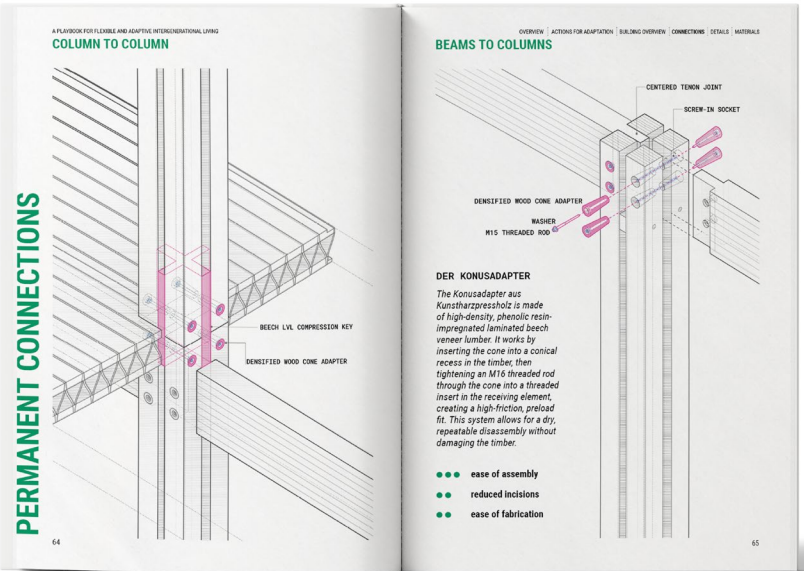 A PLAYBOOK FOR FLEXIBLE AND ADAPTIVE INTERGENERATIONAL LIVING
COLUMN TO COLUMN
PERMANENT CONNECTIONS
BEECH LVL COMPRESSION KEY
DENSIFIED WOOD CONE ADAPTER
64
OVERVIEW | ACTIONS FOR ADAPTATION | BUILDING OVERVIEW | CONNECTIONS | DETAILS | MATERIALS
BEAMS TO COLUMNS
CENTERED TENON JOINT
SCREW-IN SOCKET
DENSIFIED WOOD CONE ADAPTER
WASHER
M15 THREADED ROD
DER KONUSADAPTER
The Konusadapter aus
Kunstharzpressholz is made
of high-density, phenolic resin-
impregnated laminated beech
veneer lumber. It works by
inserting the cone into a conical
recess in the timber, then
tightening an M16 threaded rod
through the cone into a threaded
insert in the receiving element,
creating a high-friction, preload
fit. This system allows for a dry,
repeatable disassembly without
damaging the timber.
ease of assembly
reduced incisions
ease of fabrication
65